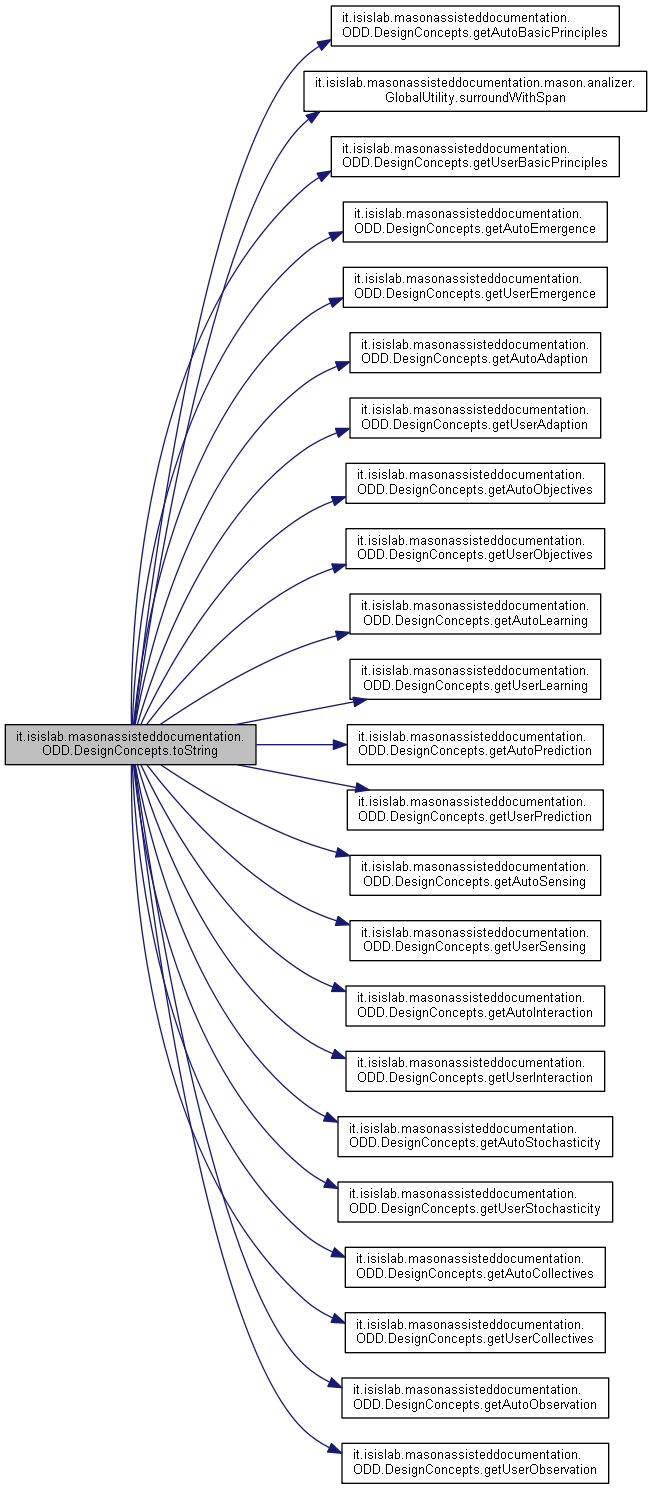 it.isislab.masonassisteddocumentation.
ODD.DesignConcepts.getAutoBasicPrinciples
it.isislab.masonassisteddocumentation.mason.analizer.
GlobalUtility.surroundWithSpan
it.isislab.masonassisteddocumentation.
ODD.DesignConcepts.getUserBasicPrinciples
it.isislab.masonassisteddocumentation.
ODD.DesignConcepts.getAutoEmergence
it.isislab.masonassisteddocumentation.
ODD.DesignConcepts.getUserEmergence
it.isislab.masonassisteddocumentation.
ODD.DesignConcepts.getAutoAdaption
it.isislab.masonassisteddocumentation.
ODD.DesignConcepts.getUserAdaption
it.isislab.masonassisteddocumentation.
ODD.DesignConcepts.getAutoObjectives
it.isislab.masonassisteddocumentation.
ODD.DesignConcepts.getUserObjectives
it.isislab.masonassisteddocumentation.
ODD.DesignConcepts.getAutoLearning
it.isislab.masonassisteddocumentation.
ODD.DesignConcepts.getUserLearning
it.isislab.masonassisteddocumentation.
ODD.DesignConcepts.toString
it.isislab.masonassisteddocumentation.
ODD.DesignConcepts.getAutoPrediction
it.isislab.masonassisteddocumentation.
ODD.DesignConcepts.getUserPrediction
it.isislab.masonassisteddocumentation.
ODD.DesignConcepts.getAutoSensing
it.isislab.masonassisteddocumentation.
ODD.DesignConcepts.getUserSensing
it.isislab.masonassisteddocumentation.
ODD.DesignConcepts.getAutoInteraction
it.isislab.masonassisteddocumentation.
ODD.DesignConcepts.getUserInteraction
it.isislab.masonassisteddocumentation.
ODD.DesignConcepts.getAutoStochasticity
it.isislab.masonassisteddocumentation.
ODD.DesignConcepts.getUserStochasticity
it.isislab.masonassisteddocumentation.
ODD.DesignConcepts.getAutoCollectives
it.isislab.masonassisteddocumentation.
ODD.DesignConcepts.getUserCollectives
it.isislab.masonassisteddocumentation.
ODD.DesignConcepts.getAutoObservation
it.isislab.masonassisteddocumentation.
ODD.DesignConcepts.getUserObservation